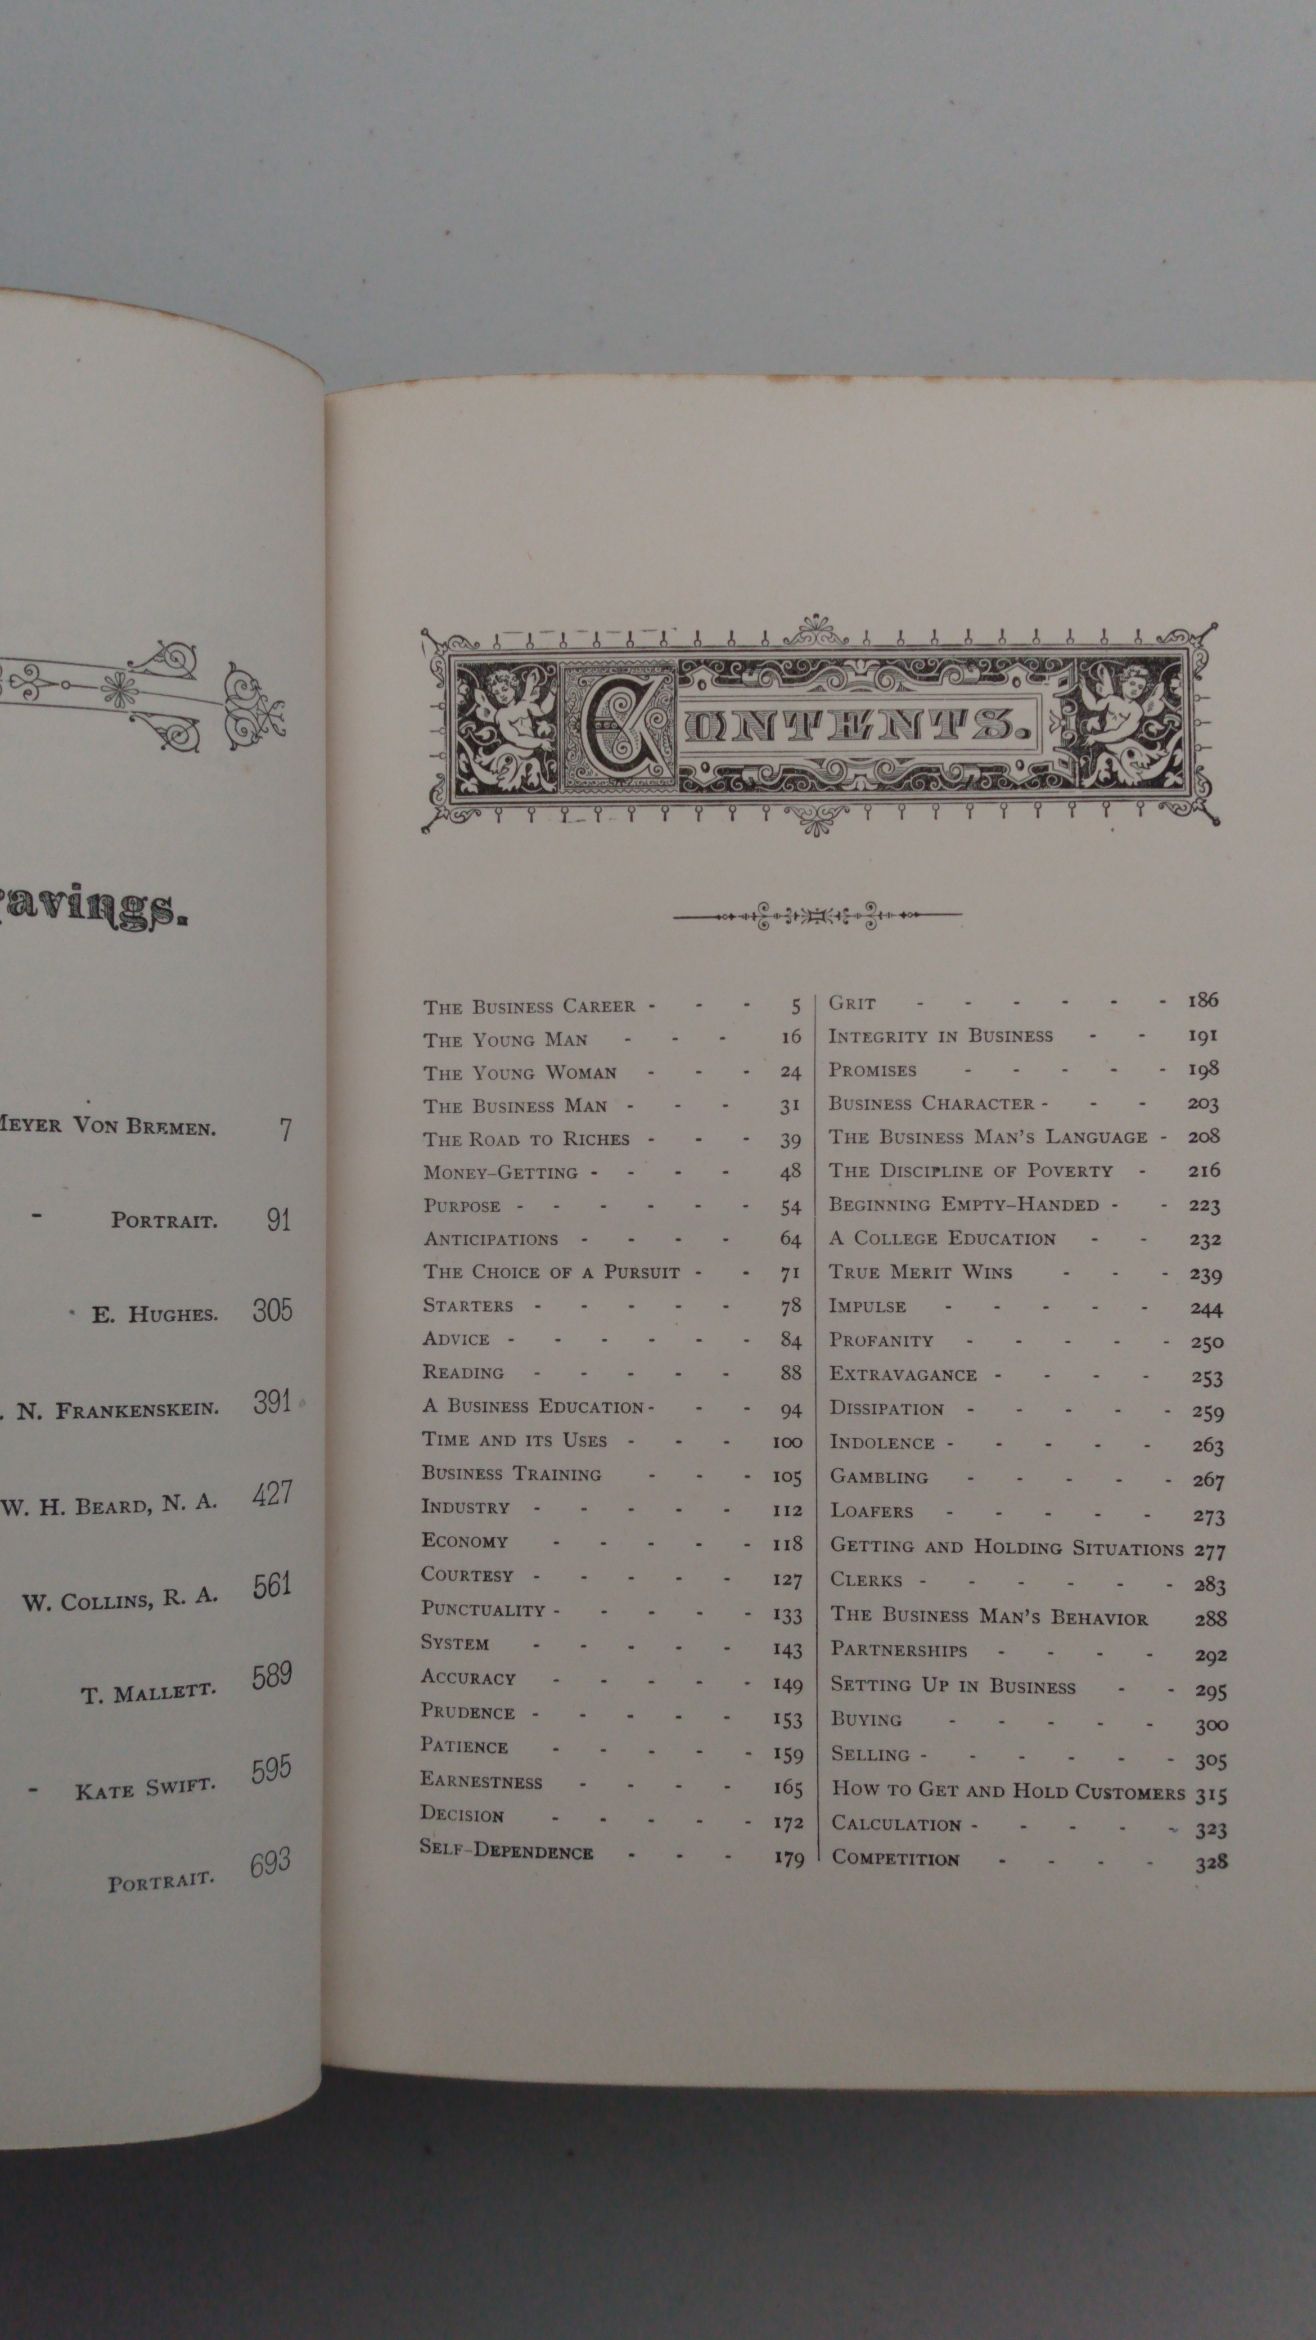 avings.
Meyer Von Bremen. 7
- Portrait. 91
E. Hughes. 305
. N. Frankenskein. 391
W. H. Beard, N. A. 427
W. Collins, R. A. 561
T. Mallett. 589
- Kate Swift. 595
Portrait. 693
Contents.
The Business Career - - - 5
The Young Man - - - 16
The Young Woman - - - 24
The Business Man - - - 31
The Road to Riches - - - 39
Money-Getting - - - - 48
Purpose - - - - - - 54
Anticipations - - - - 64
The Choice of a Pursuit - - 71
Starters - - - - - 78
Advice - - - - - - 84
Reading - - - - - 88
A Business Education - - - 94
Time and its Uses - - - 100
Business Training - - - 105
Industry - - - - - 112
Economy - - - - - 118
Courtesy - - - - - 127
Punctuality - - - - - 133
System - - - - - 143
Accuracy - - - - - 149
Prudence - - - - - 153
Patience - - - - - 159
Earnestness - - - - 165
Decision - - - - - 172
Self-Dependence - - - 179
Grit - - - - - - 186
Integrity in Business - - 191
Promises - - - - - 198
Business Character - - - 203
The Business Man's Language - 208
The Discipline of Poverty - 216
Beginning Empty-Handed - - 223
A College Education - - 232
True Merit Wins - - - 239
Impulse - - - - - 244
Profanity - - - - - 250
Extravagance - - - - 253
Dissipation - - - - - 259
Indolence - - - - - 263
Gambling - - - - - 267
Loafers - - - - - 273
Getting and Holding Situations 277
Clerks - - - - - - 283
The Business Man's Behavior 288
Partnerships - - - - 292
Setting Up in Business - - 295
Buying - - - - - 300
Selling - - - - - - 305
How to Get and Hold Customers 315
Calculation - - - - - 323
Competition - - - - 328